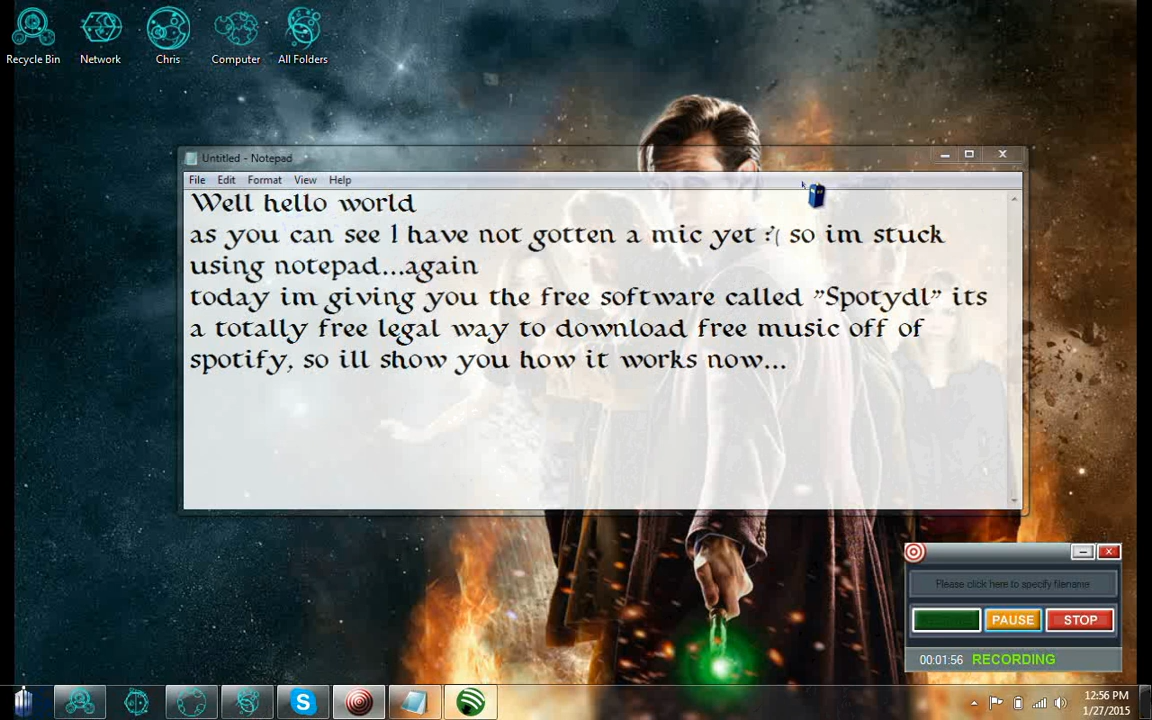 Recycle Bin
Network
Chris
Computer
All Folders
Untitled - Notepad
File Edit Format View Help
Well hello world
as you can see I have not gotten a mic yet :'( so im stuck
using notepad...again
today im giving you the free software called "Spotydl" its
a totally free legal way to download free music off of
spotify, so ill show you how it works now...
Please click here to specify filename
PAUSE
STOP
00:01:56 RECORDING
12:56 PM
1/27/2015